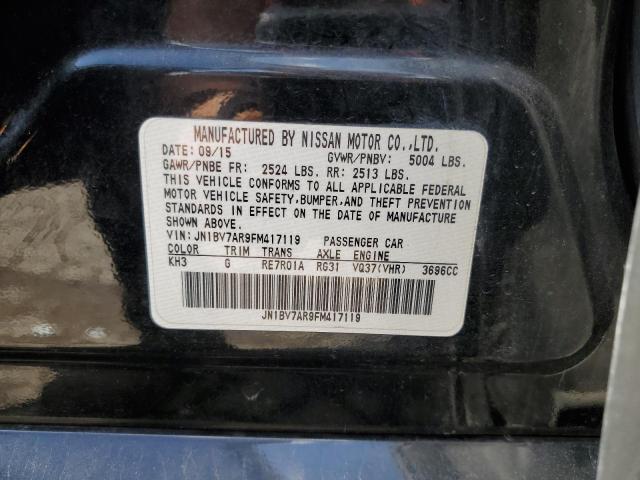 MANUFACTURED BY NISSAN MOTOR CO.,LTD.
DATE: 09/15 GVWR/PNBV: 5004 LBS.
GAWR/PNBE FR: 2524 LBS. RR: 2513 LBS.
THIS VEHICLE CONFORMS TO ALL APPLICABLE FEDERAL
MOTOR VEHICLE SAFETY,BUMPER,AND THEFT PREVENTION
STANDARDS IN EFFECT ON THE DATE OF MANUFACTURE
SHOWN ABOVE.
VIN: JN1BV7AR9FM417119 PASSENGER CAR
COLOR TRIM TRANS AXLE ENGINE
KH3 G RE7R01A RG31 VQ37(VHR) 3696CC
JN1BV7AR9FM417119